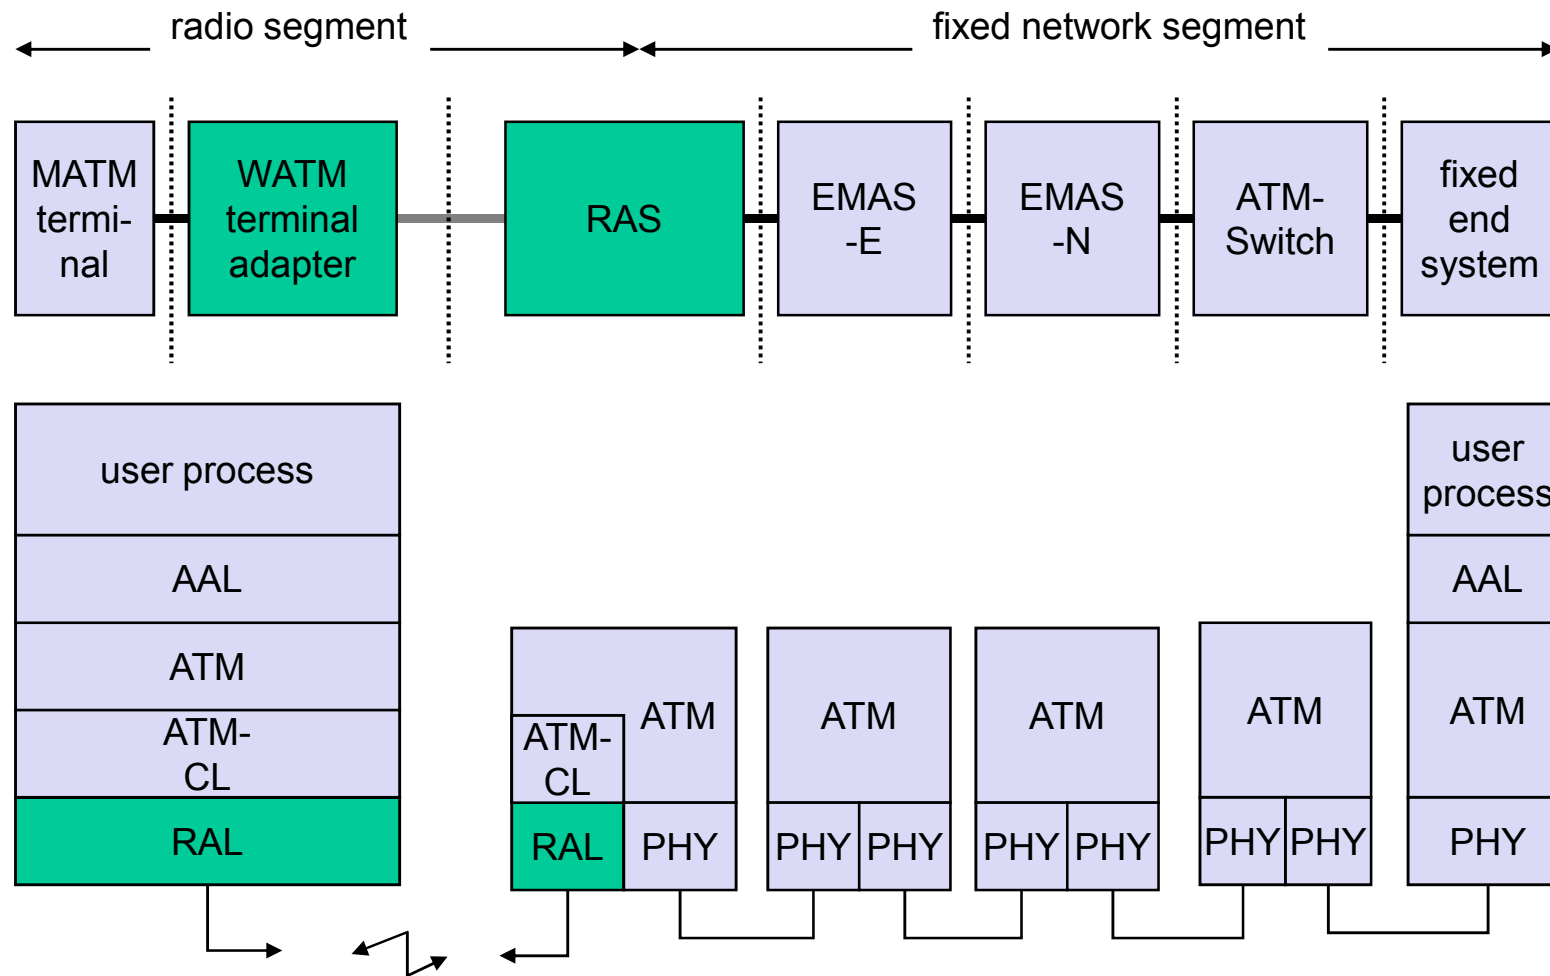 radio segment
fixed network segment
MATM
termi-
nal
WATM
terminal
adapter
RAS
EMAS
-E
EMAS
-N
ATM-
Switch
fixed
end
system
user process
AAL
ATM
ATM-
CL
RAL
ATM
ATM-
CL
RAL
PHY
ATM
PHY
PHY
ATM
PHY
PHY
ATM
PHY
PHY
user
process
AAL
ATM
PHY